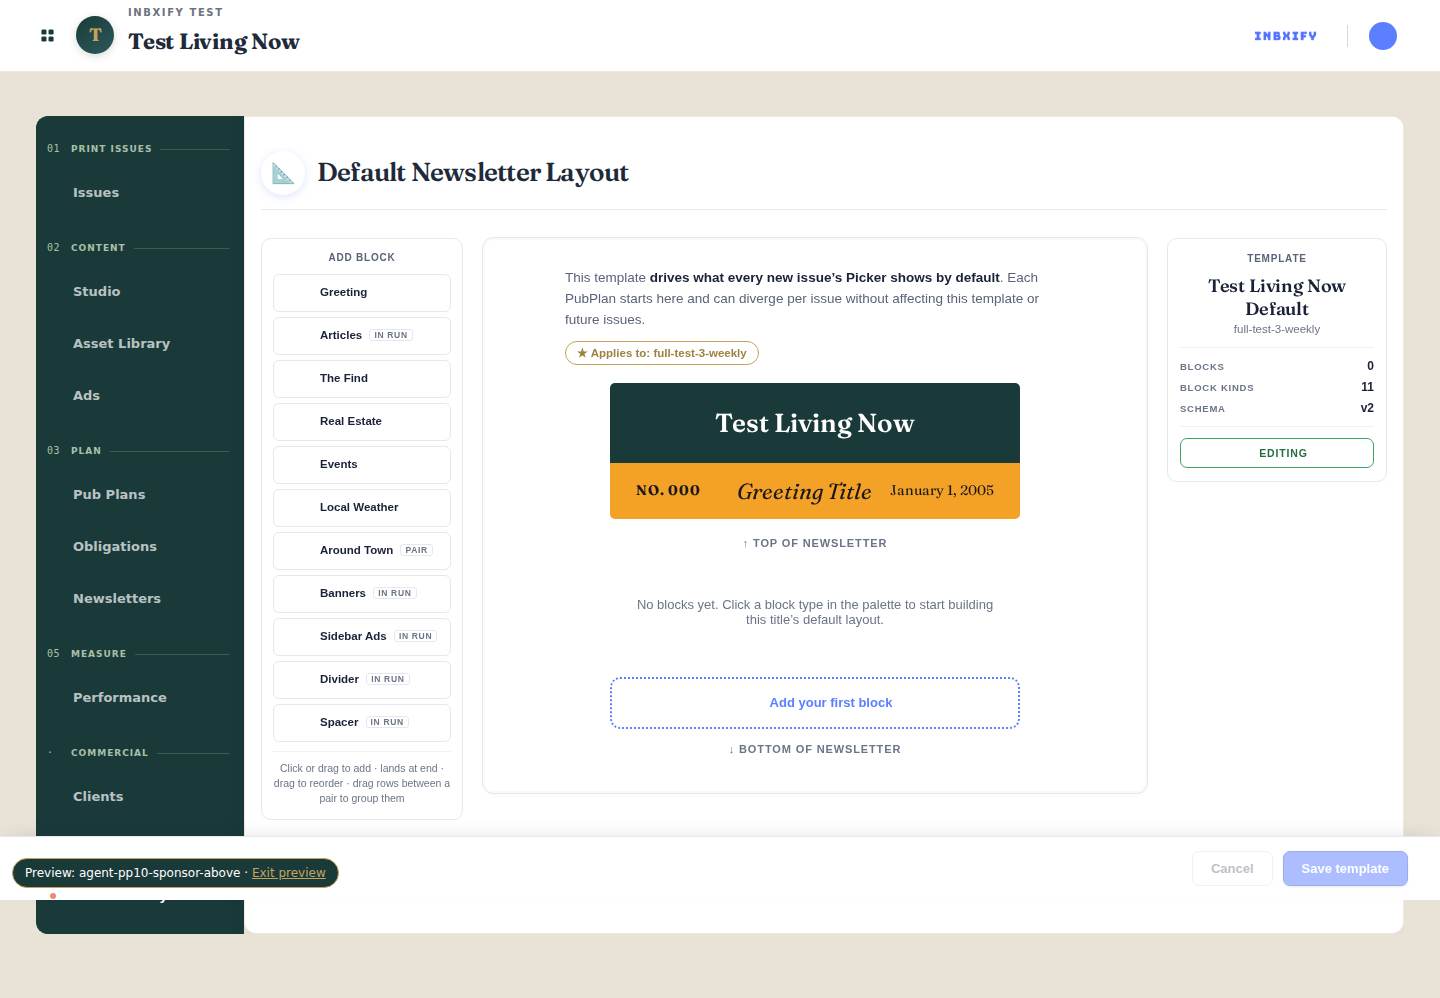 INBXIFY TEST
T
Test Living Now
INBXIFY
01 PRINT ISSUES
Issues
02 CONTENT
Studio
Asset Library
Ads
03 PLAN
Pub Plans
Obligations
Newsletters
05 MEASURE
Performance
· COMMERCIAL
Clients
Default Newsletter Layout
ADD BLOCK
Greeting
Articles IN RUN
The Find
Real Estate
Events
Local Weather
Around Town PAIR
Banners IN RUN
Sidebar Ads IN RUN
Divider IN RUN
Spacer IN RUN
Click or drag to add · lands at end ·
drag to reorder · drag rows between a
pair to group them
This template drives what every new issue’s Picker shows by default. Each
PubPlan starts here and can diverge per issue without affecting this template or
future issues.
★ Applies to: full-test-3-weekly
Test Living Now
NO. 000 Greeting Title January 1, 2005
↑ TOP OF NEWSLETTER
No blocks yet. Click a block type in the palette to start building
this title’s default layout.
Add your first block
↓ BOTTOM OF NEWSLETTER
TEMPLATE
Test Living Now
Default
full-test-3-weekly
BLOCKS 0
BLOCK KINDS 11
SCHEMA v2
EDITING
Preview: agent-pp10-sponsor-above · Exit preview
Cancel
Save template